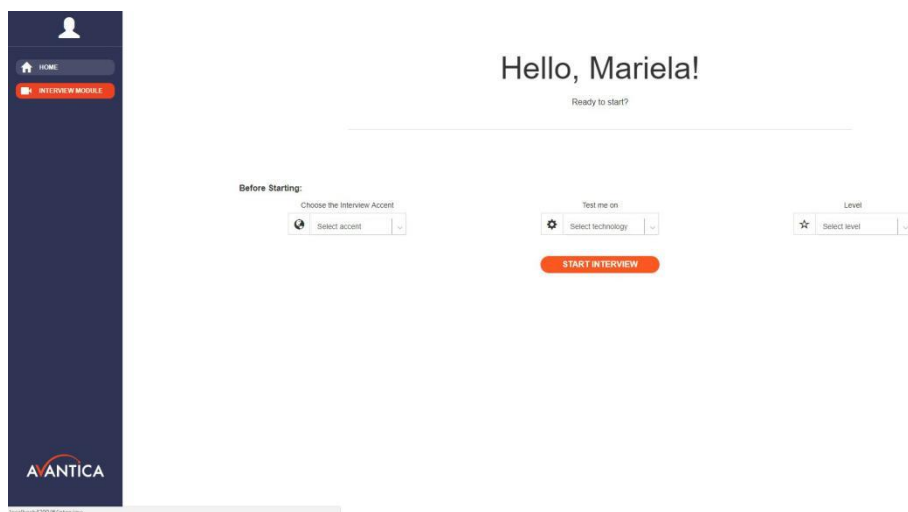 HOME
INTERVIEW MODULE
Hello, Mariela!
Ready to start?
Before Starting:
Choose the Interview Accent
Test me on
Level
Select accent
Select technology
Select level
START INTERVIEW
AVANTICA